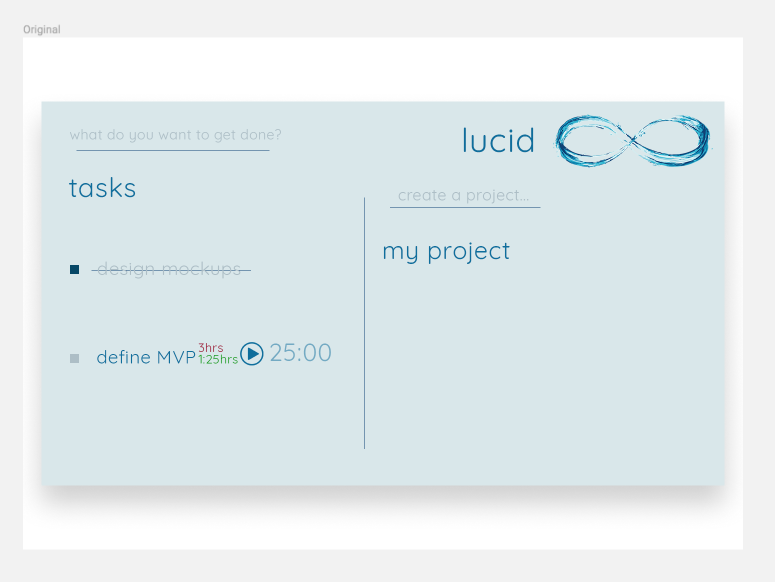 Original
what do you want to get done?
lucid
tasks
create a project...
my project
design mockups
define MVP
3hrs
1:25hrs
25:00